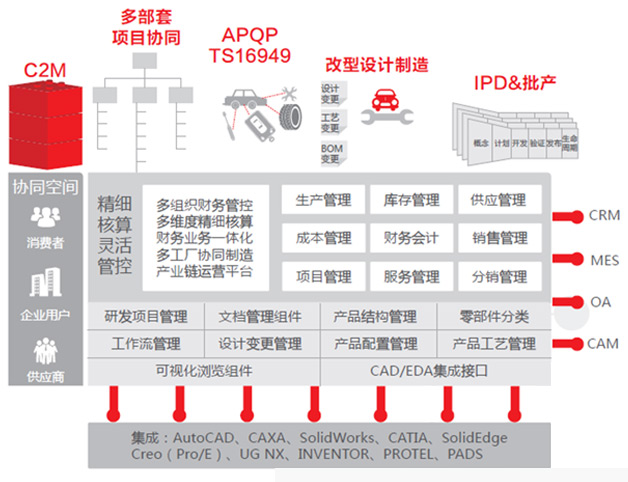 多部套
项目协同
APQP
TS16949
C2M
改型设计制造
IPD&批产
设计
变更
工艺
变更
BOM
变更
概念
计划
开发
验证
发布
生命
周期
协同空间
消费者
企业用户
供应商
精细
核算
灵活
管控
多组织财务管控
多维度精细核算
财务业务一体化
多工厂协同制造
产业链运营平台
生产管理
库存管理
供应管理
成本管理
财务会计
销售管理
项目管理
服务管理
分销管理
CRM
MES
OA
CAM
研发项目管理
文档管理组件
产品结构管理
零部件分类
工作流管理
设计变更管理
产品配置管理
产品工艺管理
可视化浏览组件
CAD/EDA集成接口
集成：AutoCAD、CAXA、SolidWorks、CATIA、SolidEdge
Creo（Pro/E）、UG NX、INVENTOR、PROTEL、PADS